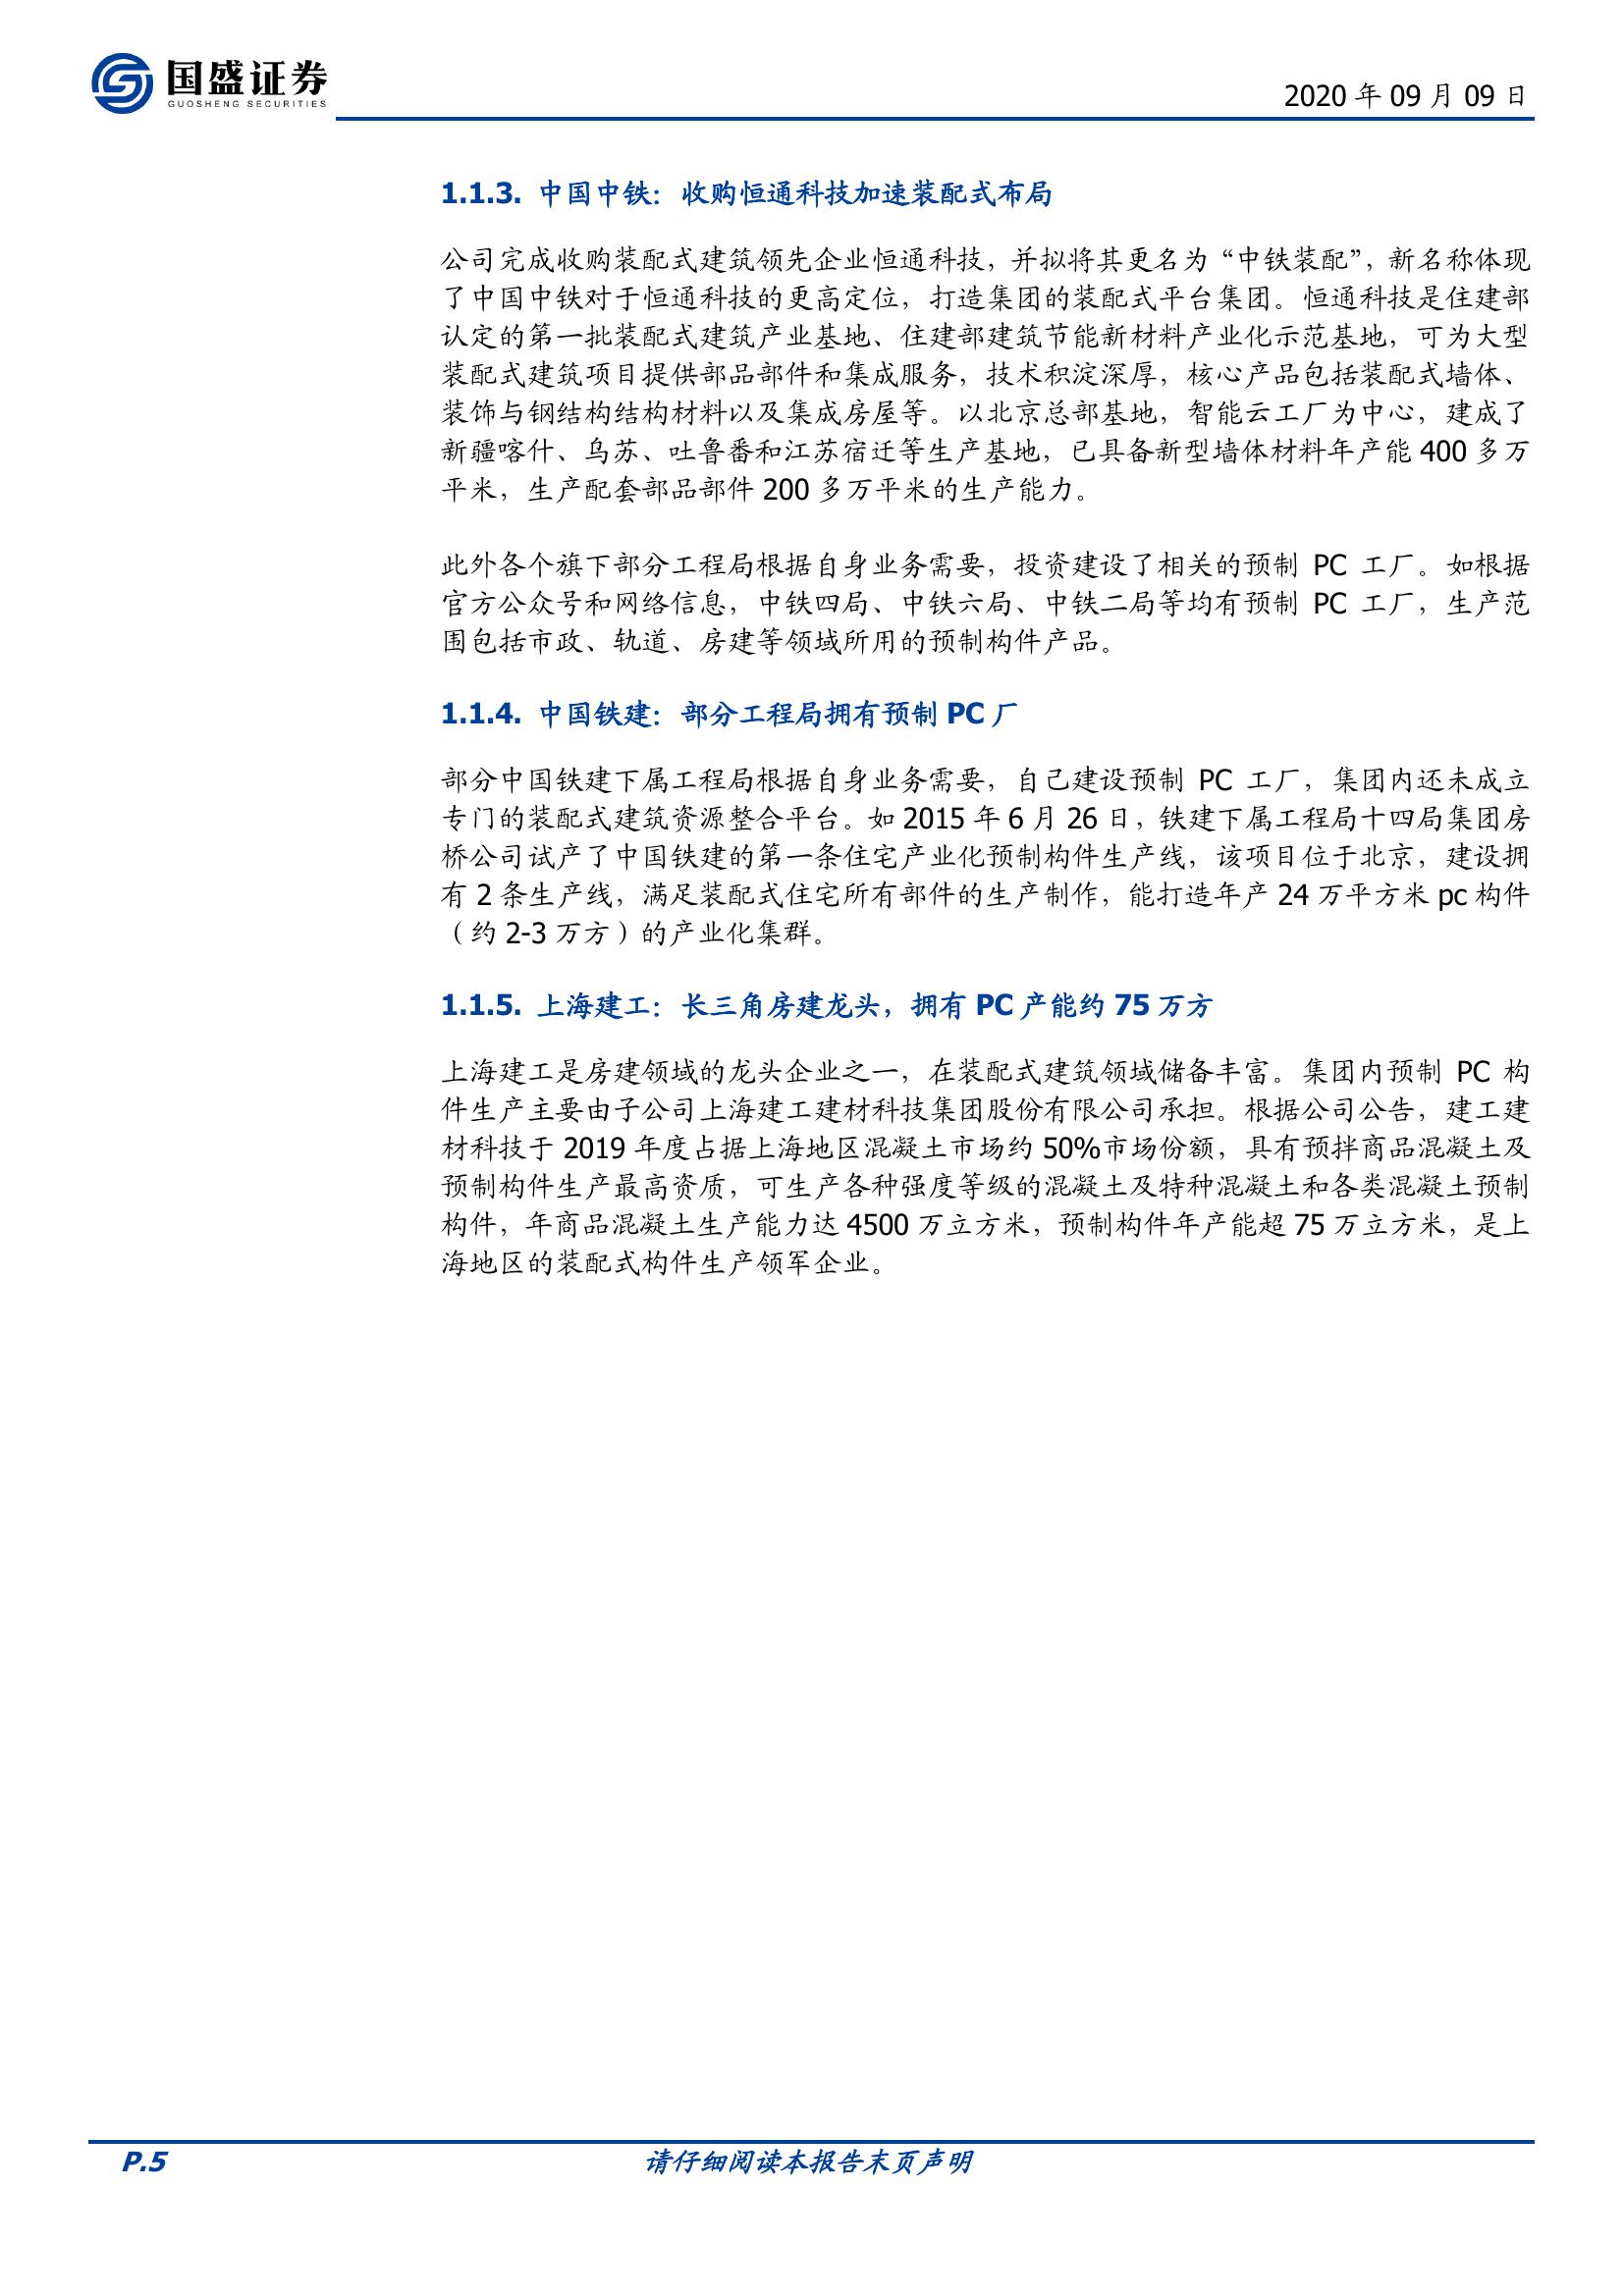 国盛证券
GUOSHENG SECURITIES
2020 年 09 月 09 日
1.1.3. 中国中铁：收购恒通科技加速装配式布局
公司完成收购装配式建筑领先企业恒通科技，并拟将其更名为“中铁装配”，新名称体现
了中国中铁对于恒通科技的更高定位，打造集团的装配式平台集团。恒通科技是住建部
认定的第一批装配式建筑产业基地、住建部建筑节能新材料产业化示范基地，可为大型
装配式建筑项目提供部品部件和集成服务，技术积淀深厚，核心产品包括装配式墙体、
装饰与钢结构结构材料以及集成房屋等。以北京总部基地，智能云工厂为中心，建成了
新疆喀什、乌苏、吐鲁番和江苏宿迁等生产基地，已具备新型墙体材料年产能 400 多万
平米，生产配套部品部件 200 多万平米的生产能力。
此外各个旗下部分工程局根据自身业务需要，投资建设了相关的预制 PC 工厂。如根据
官方公众号和网络信息，中铁四局、中铁六局、中铁二局等均有预制 PC 工厂，生产范
围包括市政、轨道、房建等领域所用的预制构件产品。
1.1.4. 中国铁建：部分工程局拥有预制 PC 厂
部分中国铁建下属工程局根据自身业务需要，自己建设预制 PC 工厂，集团内还未成立
专门的装配式建筑资源整合平台。如 2015 年 6 月 26 日，铁建下属工程局十四局集团房
桥公司试产了中国铁建的第一条住宅产业化预制构件生产线，该项目位于北京，建设拥
有 2 条生产线，满足装配式住宅所有部件的生产制作，能打造年产 24 万平方米 pc 构件
（约 2-3 万方）的产业化集群。
1.1.5. 上海建工：长三角房建龙头，拥有 PC 产能约 75 万方
上海建工是房建领域的龙头企业之一，在装配式建筑领域储备丰富。集团内预制 PC 构
件生产主要由子公司上海建工建材科技集团股份有限公司承担。根据公司公告，建工建
材科技于 2019 年度占据上海地区混凝土市场约 50%市场份额，具有预拌商品混凝土及
预制构件生产最高资质，可生产各种强度等级的混凝土及特种混凝土和各类混凝土预制
构件，年商品混凝土生产能力达 4500 万立方米，预制构件年产能超 75 万立方米，是上
海地区的装配式构件生产领军企业。
P.5
请仔细阅读本报告末页声明